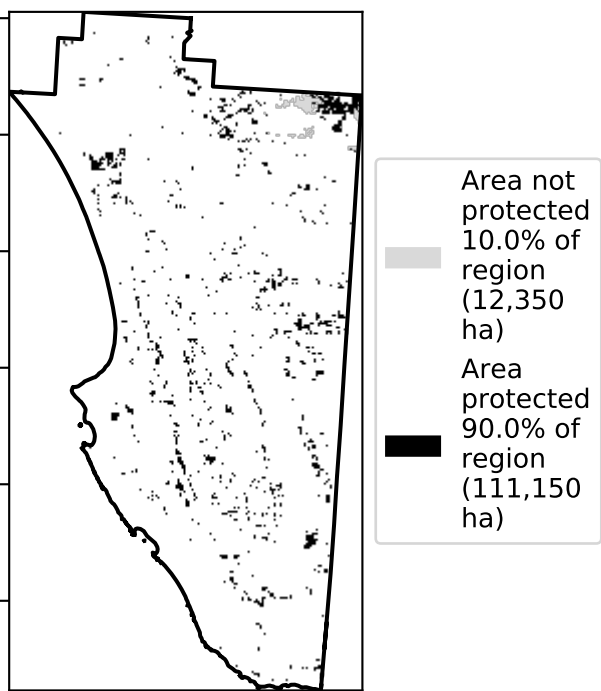 Area not
protected
10.0% of
region
(12,350
ha)
Area
protected
90.0% of
region
(111,150
ha)